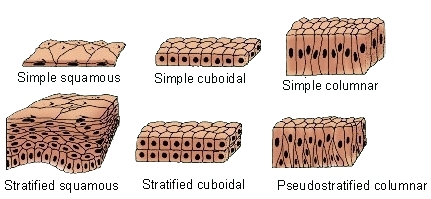 Simple squamous
Simple cuboidal
Simple columnar
Stratified squamous
Stratified cuboidal
Pseudostratified columnar